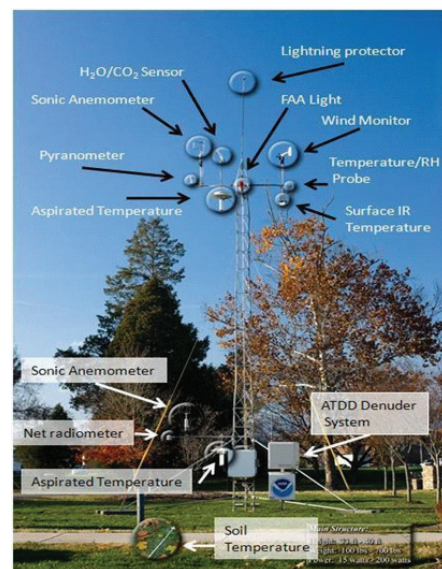 Lightning protector
H₂O/CO₂ Sensor
Sonic Anemometer
FAA Light
Wind Monitor
Pyranometer
Temperature/RH
Probe
Aspirated Temperature
Surface IR
Temperature
Sonic Anemometer
ATDD Denuder
System
Net radiometer
Aspirated Temperature
Soil
Temperature
Main Structure: